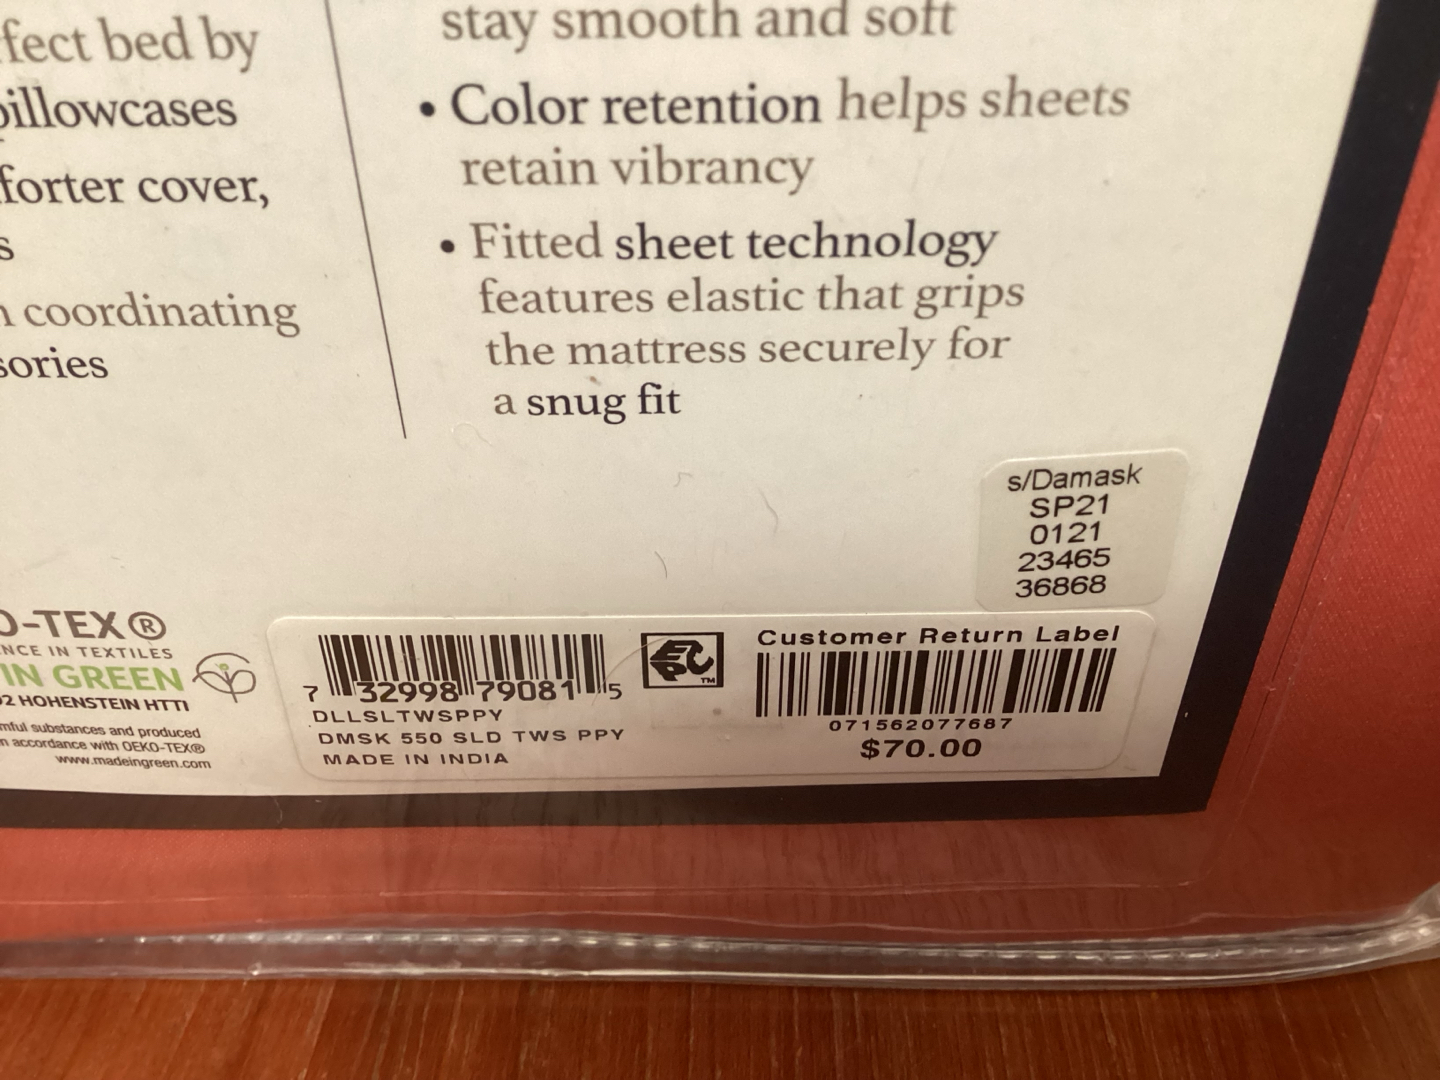 fect bed by
pillowcases
forter cover,
s
n coordinating
sories
stay smooth and soft
• Color retention helps sheets
retain vibrancy
• Fitted sheet technology
features elastic that grips
the mattress securely for
a snug fit
s/Damask
SP21
0121
23465
36868
O-TEX®
NCE IN TEXTILES
IN GREEN
02 HOHENSTEIN HTTI
mful substances and produced
n accordance with OEKO-TEX®
www.madeingreen.com
7 32998 79081 5
DLLSLTWSPPY
DMSK 550 SLD TWS PPY
MADE IN INDIA
TM
Customer Return Label
071562077687
$70.00